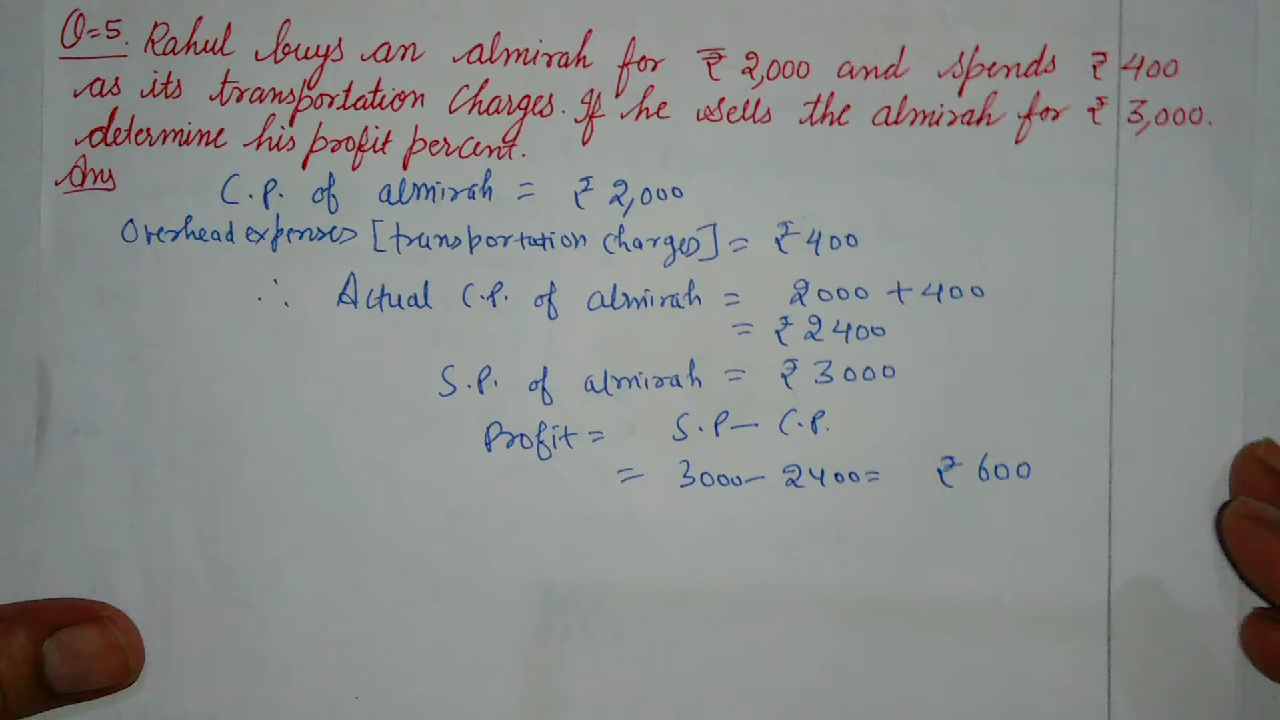 Q=5. Rahul buys an almirah for ₹ 2,000 and spends ₹ 400
as its transportation Charges. If he sells the almirah for ₹ 3,000.
determine his profit percent.
Ans
C.P. of almirah = ₹ 2,000
Overhead expenses [transportation charges] = ₹400
∴ Actual C.P. of almirah = 2000 + 400
= ₹ 2400
S.P. of almirah = ₹ 3000
Profit = S.P - C.P.
= 3000 - 2400 = ₹ 600